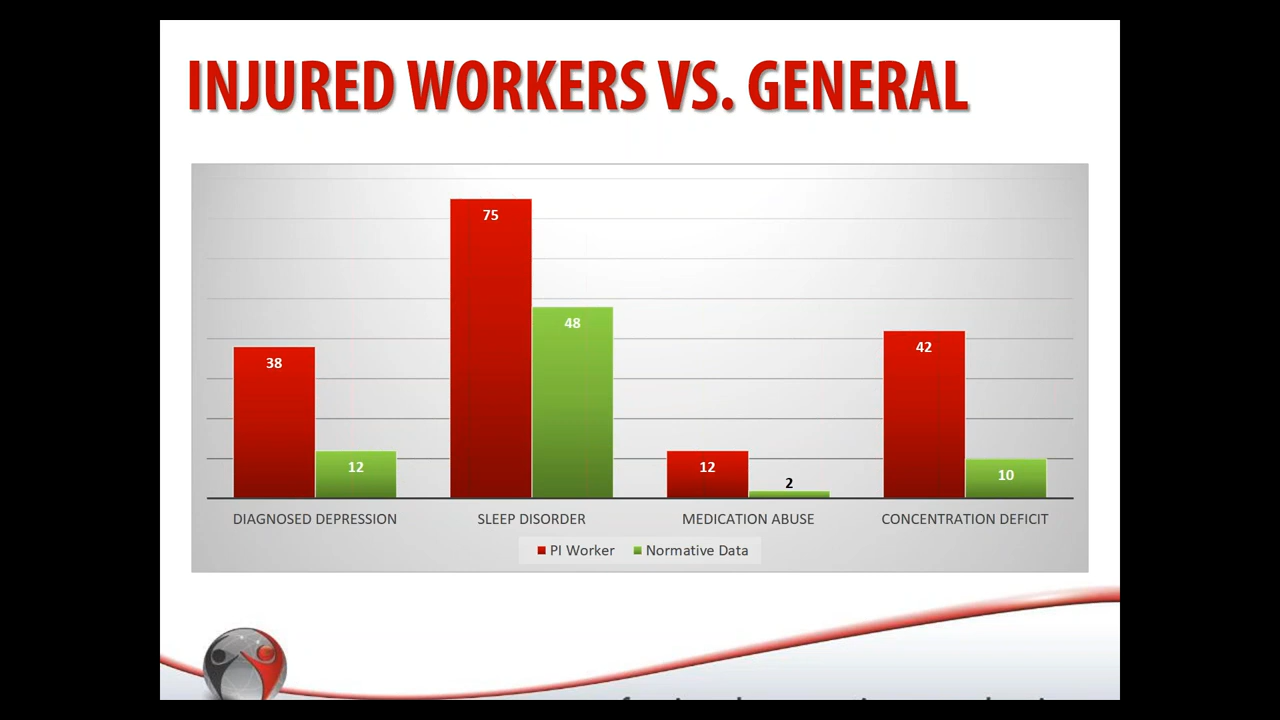 INJURED WORKERS VS. GENERAL
75
48
42
38
12
12
2
10
DIAGNOSED DEPRESSION SLEEP DISORDER MEDICATION ABUSE CONCENTRATION DEFICIT
PI Worker Normative Data